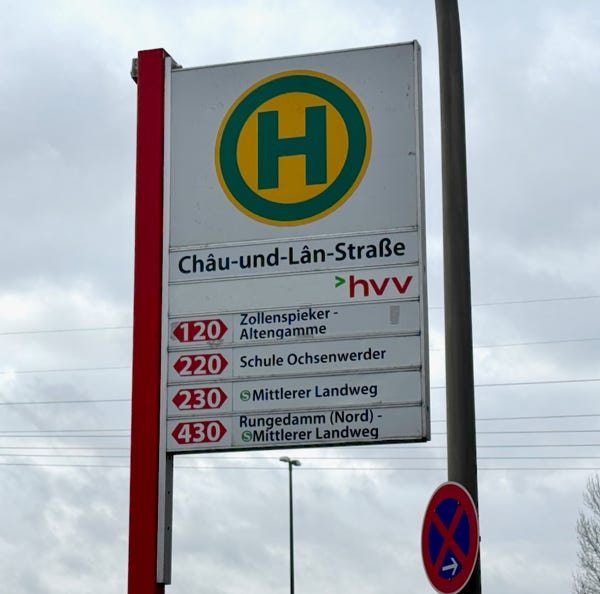 H
Châu-und-Lân-Straße
hvv
120 Zollenspieker -
Altengamme
220 Schule Ochsenwerder
230 S Mittlerer Landweg
430 Rungedamm (Nord) -
S Mittlerer Landweg